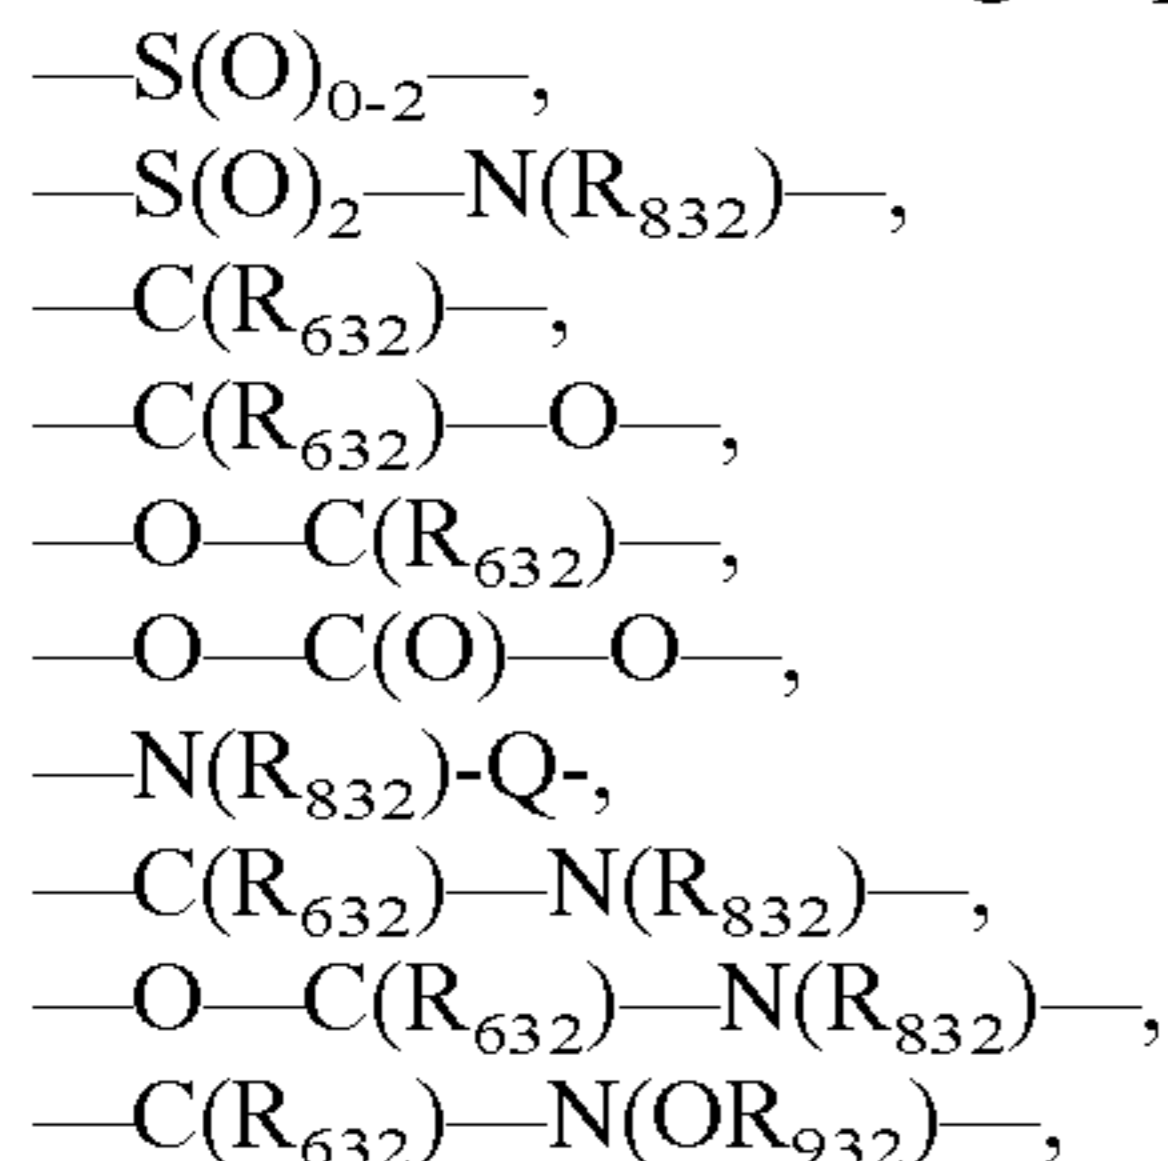 —S(O)₀₋₂—,
—S(O)₂—N(R₈₃₂)—,
—C(R₆₃₂)—,
—C(R₆₃₂)—O—,
—O—C(R₆₃₂)—,
—O—C(O)—O—,
—N(R₈₃₂)-Q-,
—C(R₆₃₂)—N(R₈₃₂)—,
—O—C(R₆₃₂)—N(R₈₃₂)—,
—C(R₆₃₂)—N(OR₉₃₂)—,